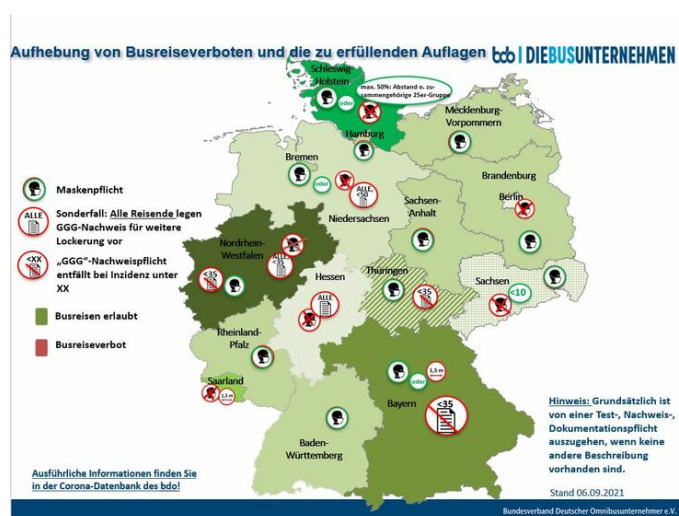 Aufhebung von Busreiseverboten und die zu erfüllenden Auflagen
bdo | DIEBUSUNTERNEHMEN
Schleswig
Holstein
oder
max. 50%: Abstand o. zu-
sammengehörige 25er-Gruppe
Hamburg
Mecklenburg-
Vorpommern
Bremen
oder
ALLE,
<50
Niedersachsen
Brandenburg
Berlin
Sachsen-
Anhalt
Maskenpflicht
ALLE
Sonderfall: Alle Reisende legen
GGG-Nachweis für weitere
Lockerung vor
<XX
„GGG“-Nachweispflicht
entfällt bei Inzidenz unter
XX
Busreisen erlaubt
Busreiseverbot
Nordrhein-
Westfalen
ALLE,
<35
<35
Hessen
ALLE
Thüringen
<35
Sachsen
<10
Rheinland-
Pfalz
Saarland
1,5 m
oder
1,5 m
Bayern
<35
Baden-
Württemberg
Hinweis: Grundsätzlich ist
von einer Test-, Nachweis-,
Dokumentationspflicht
auszugehen, wenn keine
andere Beschreibung
vorhanden sind.
Ausführliche Informationen finden Sie
in der Corona-Datenbank des bdo!
Stand 06.09.2021
Bundesverband Deutscher Omnibusunternehmer e.V.